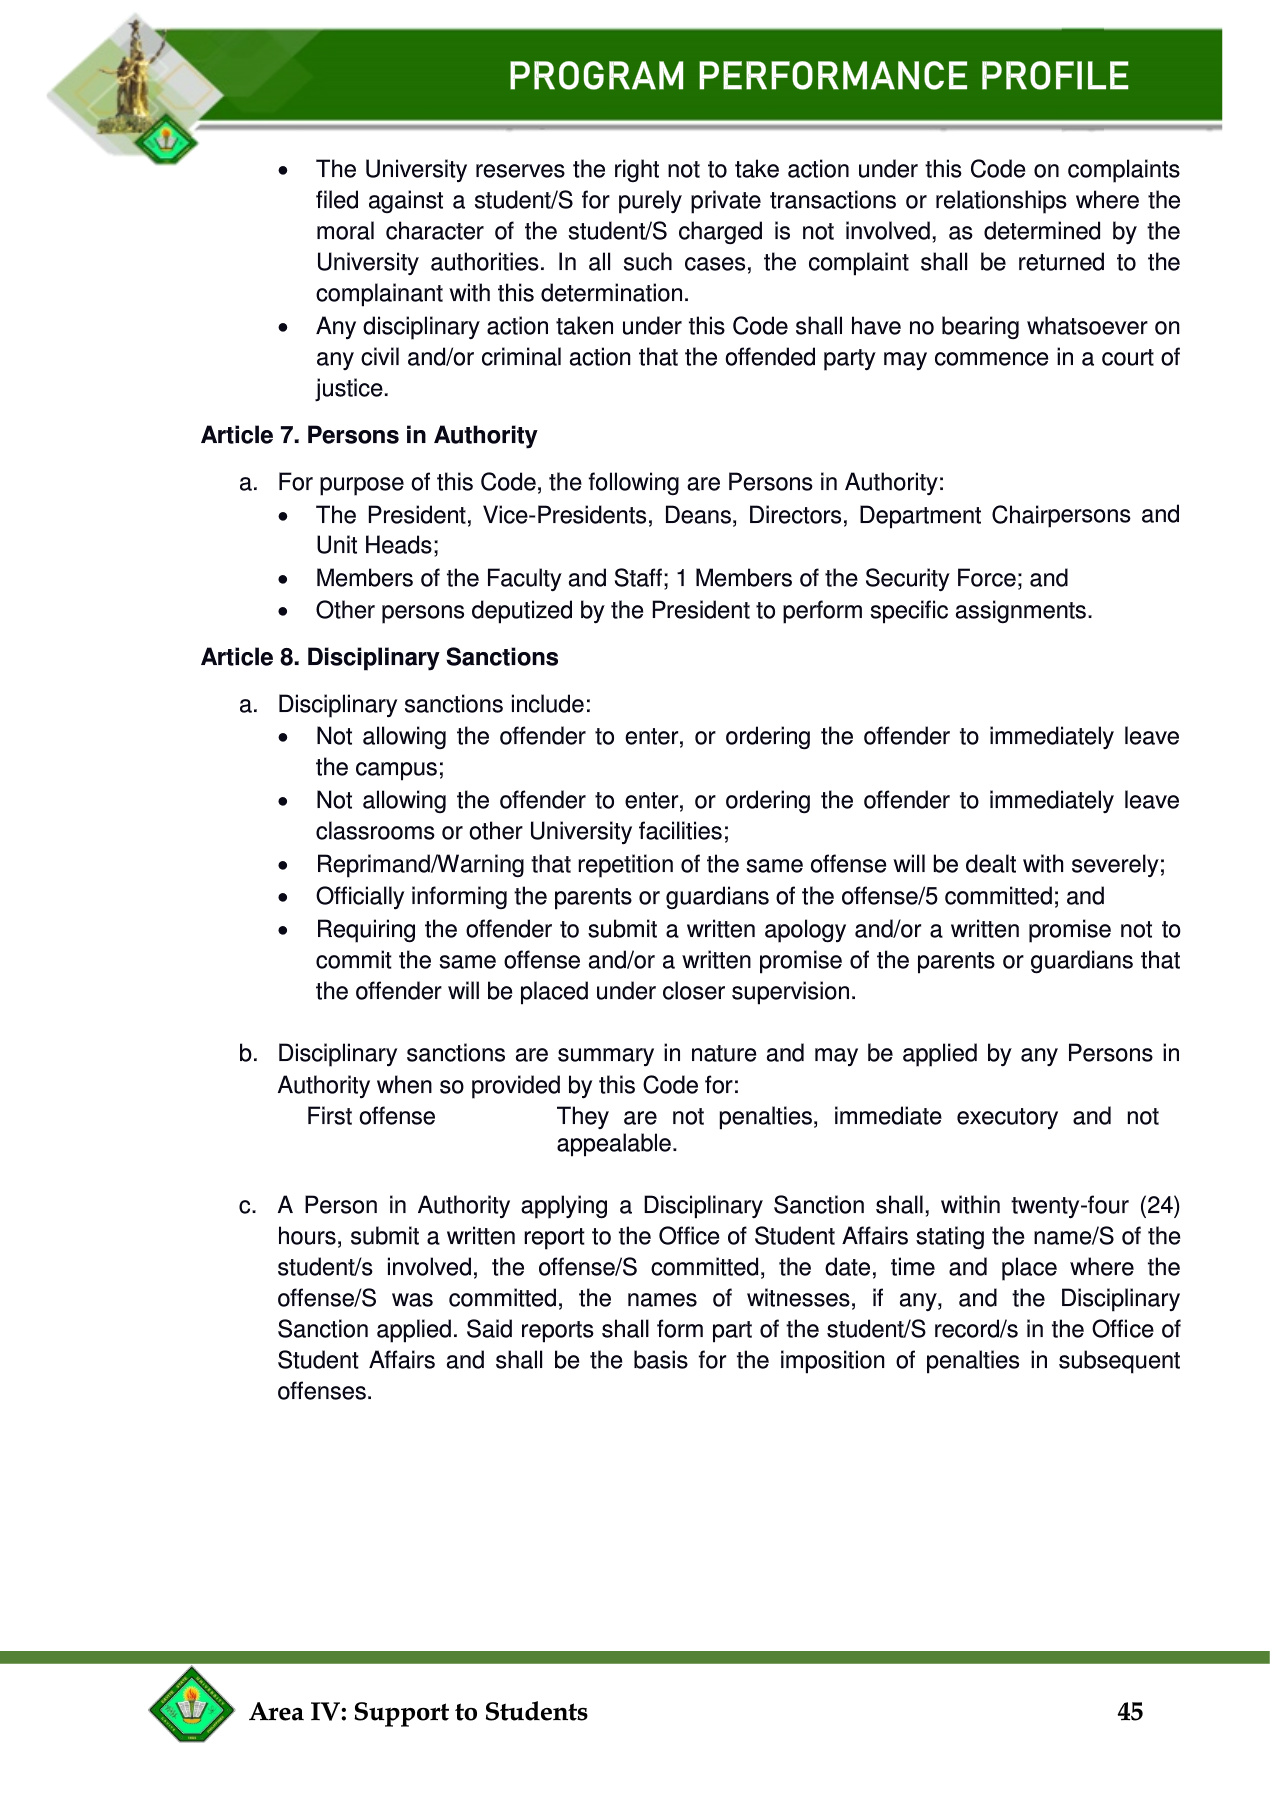 PROGRAM PERFORMANCE PROFILE
• The University reserves the right not to take action under this Code on complaints
filed against a student/S for purely private transactions or relationships where the
moral character of the student/S charged is not involved, as determined by the
University authorities. In all such cases, the complaint shall be returned to the
complainant with this determination.
• Any disciplinary action taken under this Code shall have no bearing whatsoever on
any civil and/or criminal action that the offended party may commence in a court of
justice.
Article 7. Persons in Authority
a. For purpose of this Code, the following are Persons in Authority:
• The President, Vice-Presidents, Deans, Directors, Department Chairpersons and
Unit Heads;
• Members of the Faculty and Staff; 1 Members of the Security Force; and
• Other persons deputized by the President to perform specific assignments.
Article 8. Disciplinary Sanctions
a. Disciplinary sanctions include:
• Not allowing the offender to enter, or ordering the offender to immediately leave
the campus;
• Not allowing the offender to enter, or ordering the offender to immediately leave
classrooms or other University facilities;
• Reprimand/Warning that repetition of the same offense will be dealt with severely;
• Officially informing the parents or guardians of the offense/5 committed; and
• Requiring the offender to submit a written apology and/or a written promise not to
commit the same offense and/or a written promise of the parents or guardians that
the offender will be placed under closer supervision.
b. Disciplinary sanctions are summary in nature and may be applied by any Persons in
Authority when so provided by this Code for:
First offense They are not penalties, immediate executory and not
appealable.
c. A Person in Authority applying a Disciplinary Sanction shall, within twenty-four (24)
hours, submit a written report to the Office of Student Affairs stating the name/S of the
student/s involved, the offense/S committed, the date, time and place where the
offense/S was committed, the names of witnesses, if any, and the Disciplinary
Sanction applied. Said reports shall form part of the student/S record/s in the Office of
Student Affairs and shall be the basis for the imposition of penalties in subsequent
offenses.
Area IV: Support to Students 45